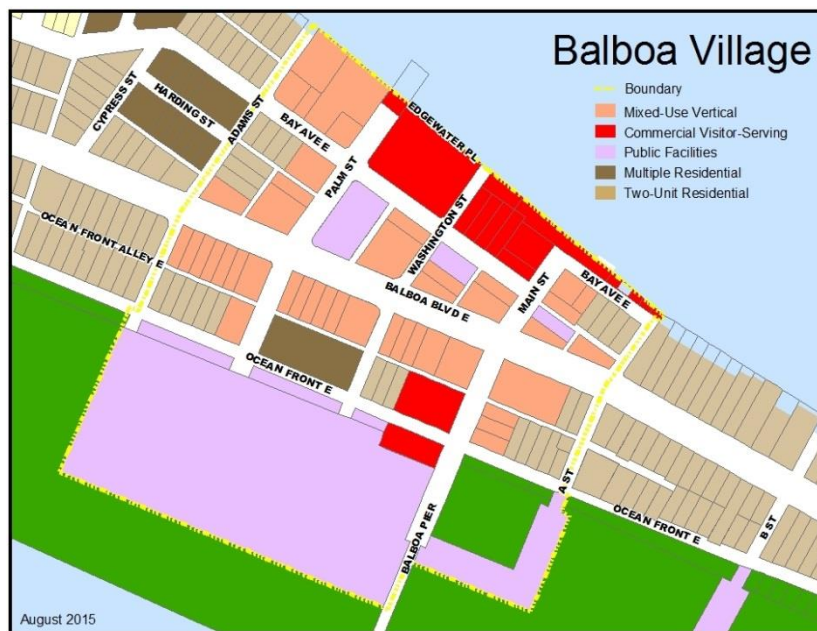 Balboa Village
Boundary
Mixed-Use Vertical
Commercial Visitor-Serving
Public Facilities
Multiple Residential
Two-Unit Residential
CYPRESS ST
HARDING ST
ADAMS ST
BAY AVE E
EDGEWATER PL
PALM ST
WASHINGTON ST
OCEAN FRONT ALLEY E
BALBOA BLVD E
MAIN ST
BAY AVE E
OCEAN FRONT E
BALBOA PIER
A ST
OCEAN FRONT E
B ST
August 2015